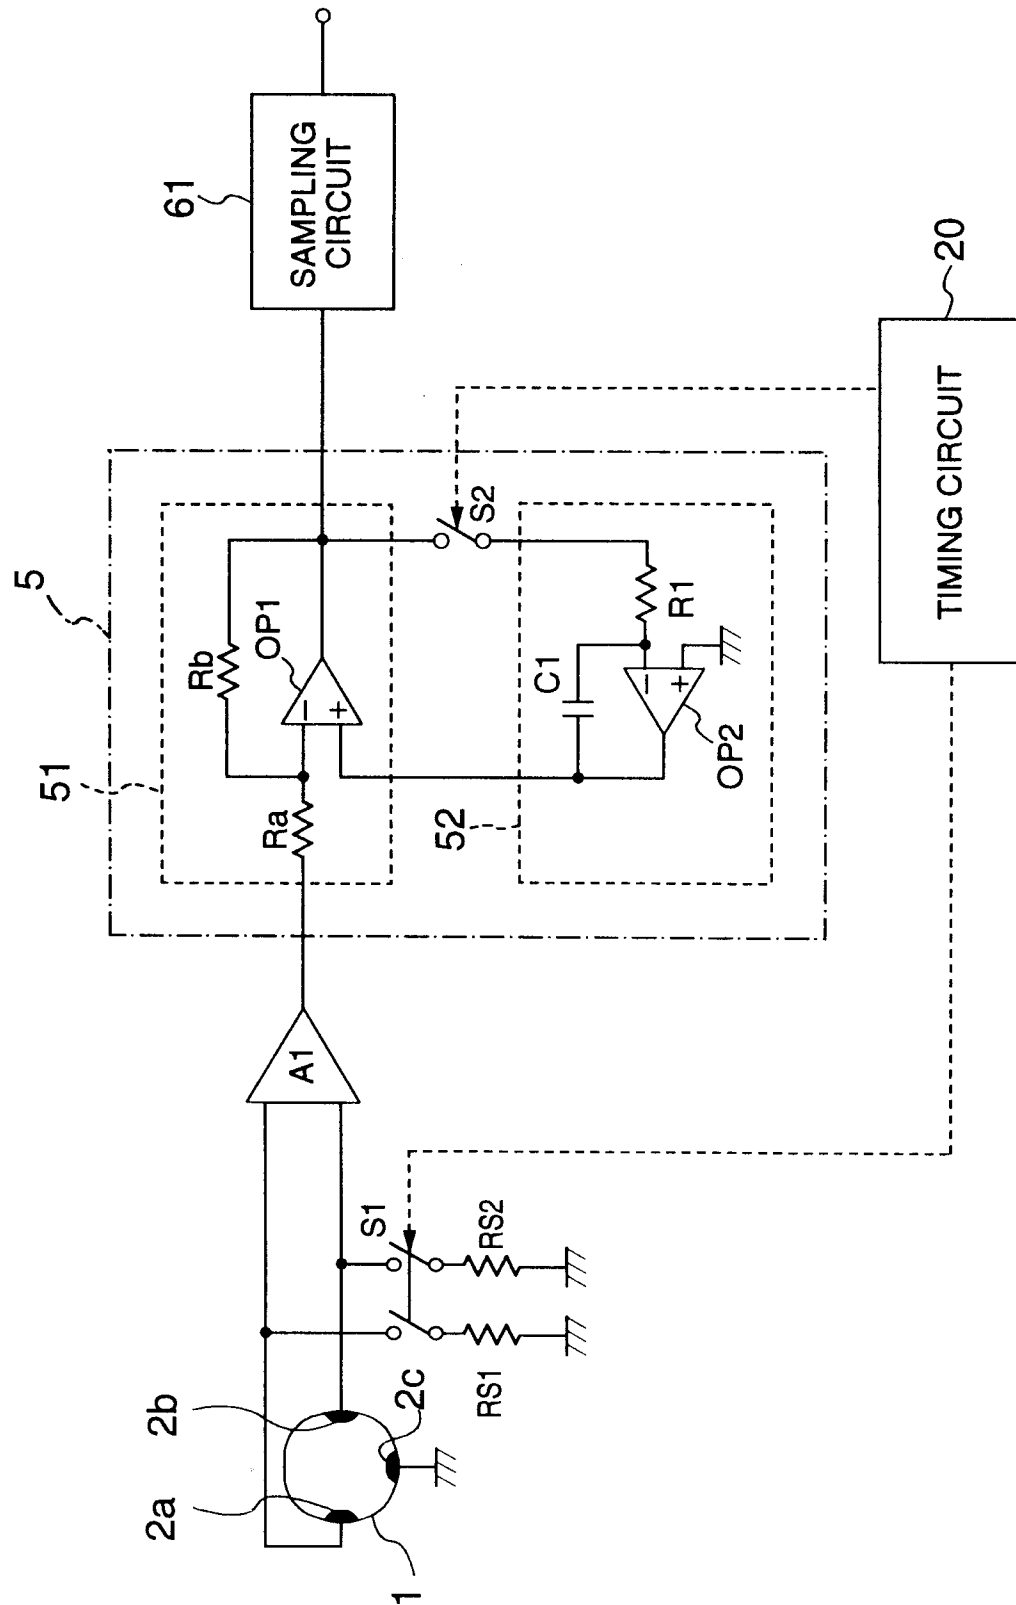 61
SAMPLING
CIRCUIT
20
TIMING CIRCUIT
5
51
Rb
OP1
−
+
Ra
S2
52
R1
C1
−
+
OP2
A1
S1
RS2
RS1
2a
2b
2c
1